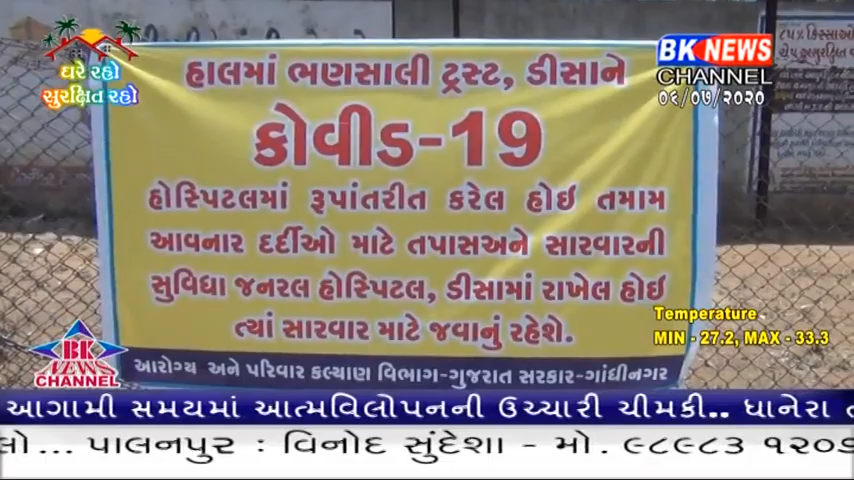 ઘરે રહો
સુરક્ષિત રહો
BK NEWS
CHANNEL
૦૬/૦૭/૨૦૨૦
હાલમાં ભણસાલી ટ્રસ્ટ, ડીસાને
કોવીડ-19
હોસ્પિટલમાં રૂપાંતરીત કરેલ હોઇ તમામ
આવનાર દર્દીઓ માટે તપાસઅને સારવારની
સુવિધા જનરલ હોસ્પિટલ, ડીસામાં રાખેલ હોઈ
ત્યાં સારવાર માટે જવાનું રહેશે.
આરોગ્ય અને પરિવાર કલ્યાણ વિભાગ-ગુજરાત સરકાર-ગાંધીનગર
Temperature
MIN - 27.2, MAX - 33.3
BK
NEWS
CHANNEL
આગામી સમયમાં આત્મવિલોપનની ઉચ્ચારી ચીમકી.. ધાનેરા
લો... પાલનપુર : વિનોદ સુંદેશા - મો. ૯૮૯૮૩ ૧૨૦